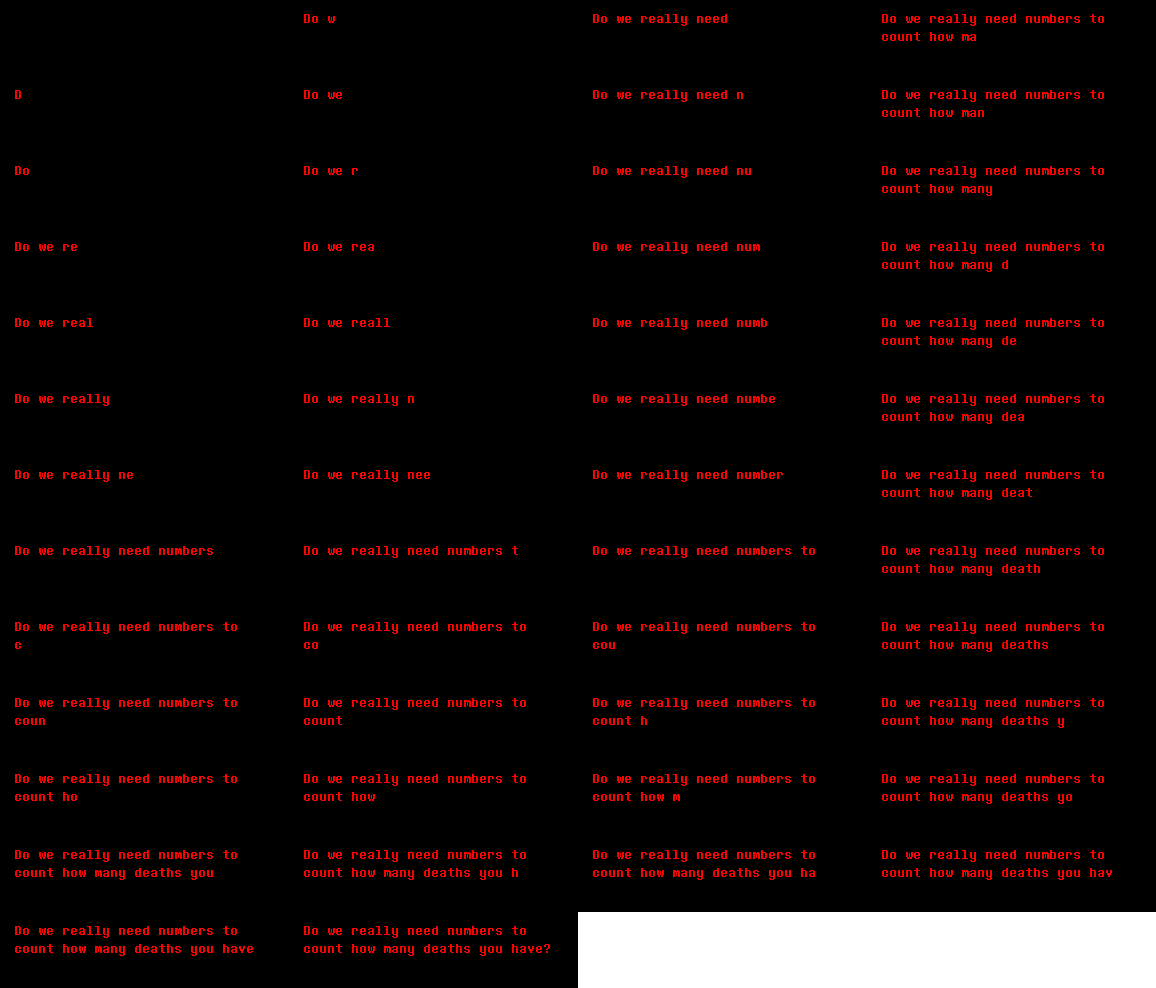 Do w
Do we really need
Do we really need numbers to
count how ma
D
Do we
Do we really need n
Do we really need numbers to
count how man
Do
Do we r
Do we really need nu
Do we really need numbers to
count how many
Do we re
Do we rea
Do we really need num
Do we really need numbers to
count how many d
Do we real
Do we reall
Do we really need numb
Do we really need numbers to
count how many de
Do we really
Do we really n
Do we really need numbe
Do we really need numbers to
count how many dea
Do we really ne
Do we really nee
Do we really need number
Do we really need numbers to
count how many deat
Do we really need numbers
Do we really need numbers t
Do we really need numbers to
Do we really need numbers to
count how many death
Do we really need numbers to
c
Do we really need numbers to
co
Do we really need numbers to
cou
Do we really need numbers to
count how many deaths
Do we really need numbers to
coun
Do we really need numbers to
count
Do we really need numbers to
count h
Do we really need numbers to
count how many deaths y
Do we really need numbers to
count ho
Do we really need numbers to
count how
Do we really need numbers to
count how m
Do we really need numbers to
count how many deaths yo
Do we really need numbers to
count how many deaths you
Do we really need numbers to
count how many deaths you h
Do we really need numbers to
count how many deaths you ha
Do we really need numbers to
count how many deaths you hav
Do we really need numbers to
count how many deaths you have
Do we really need numbers to
count how many deaths you have?